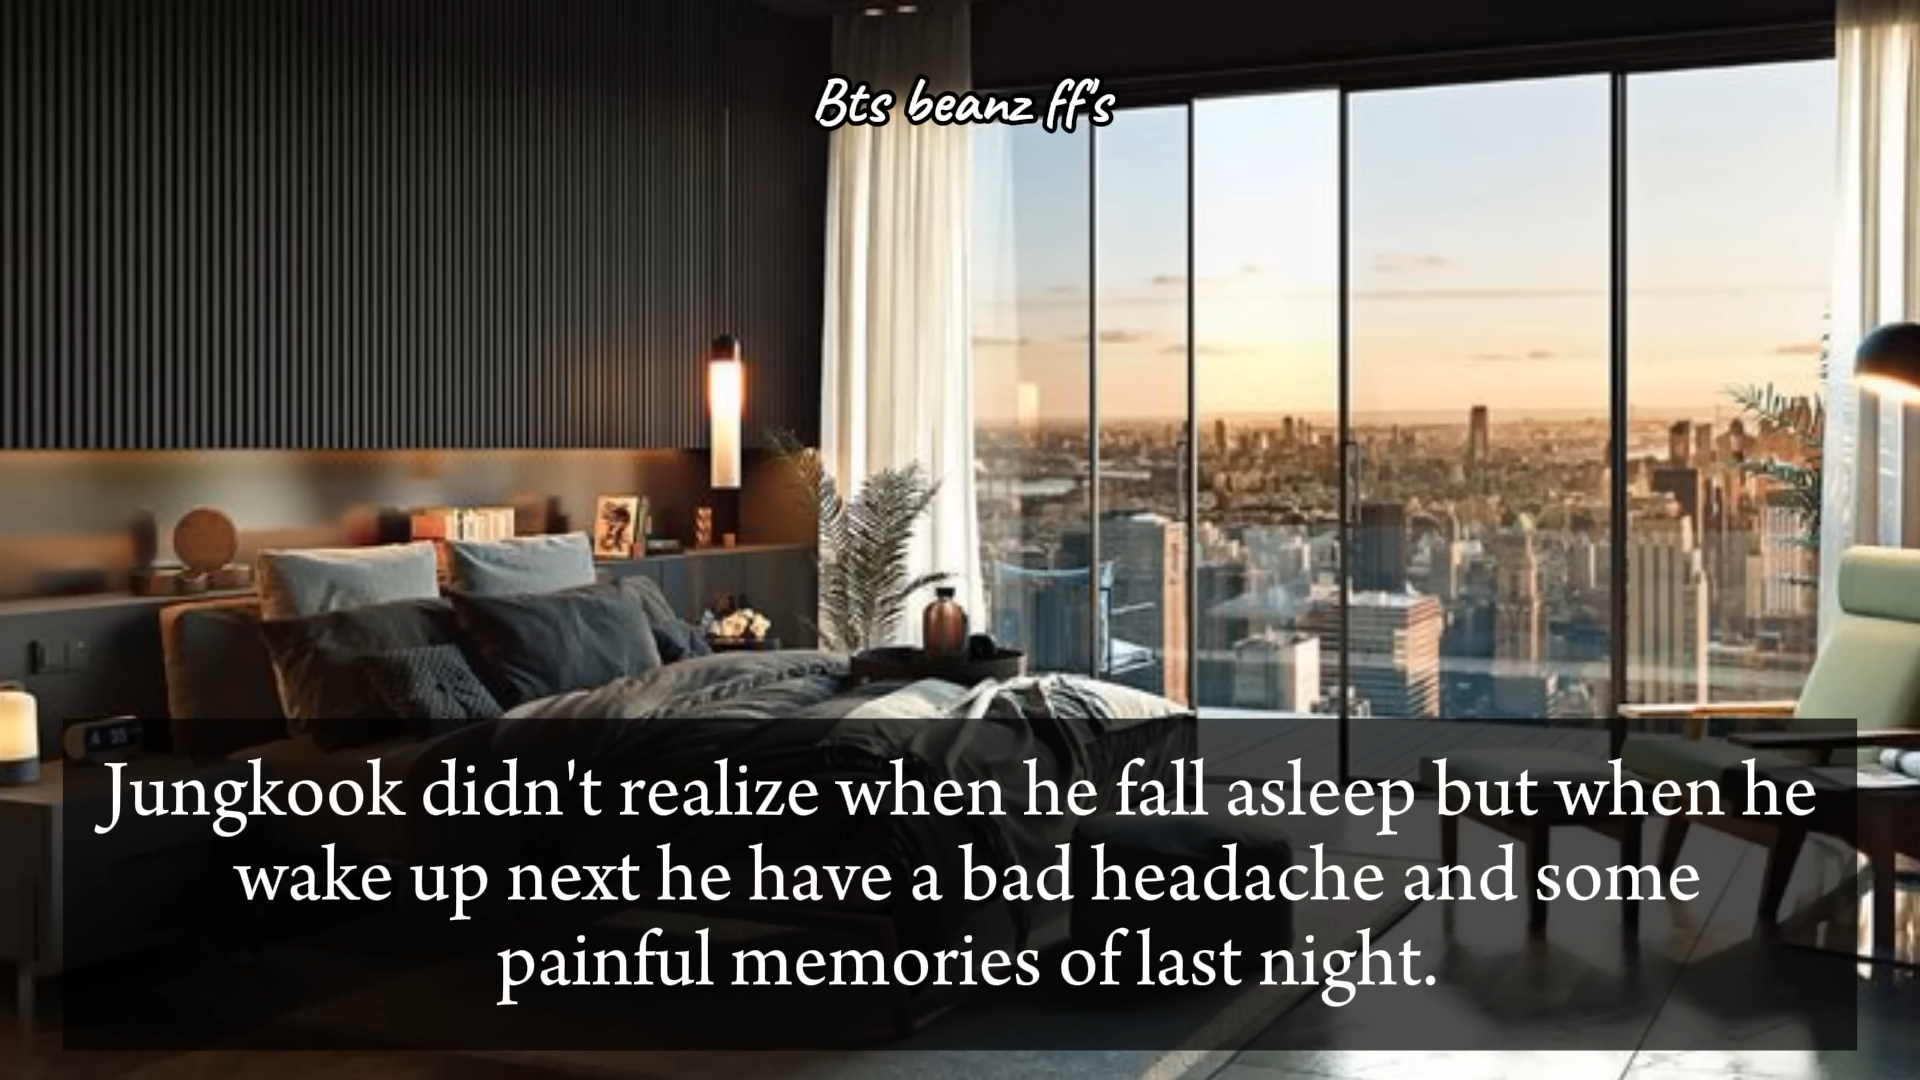 Bts beanz ff's
Jungkook didn't realize when he fall asleep but when he
wake up next he have a bad headache and some
painful memories of last night.